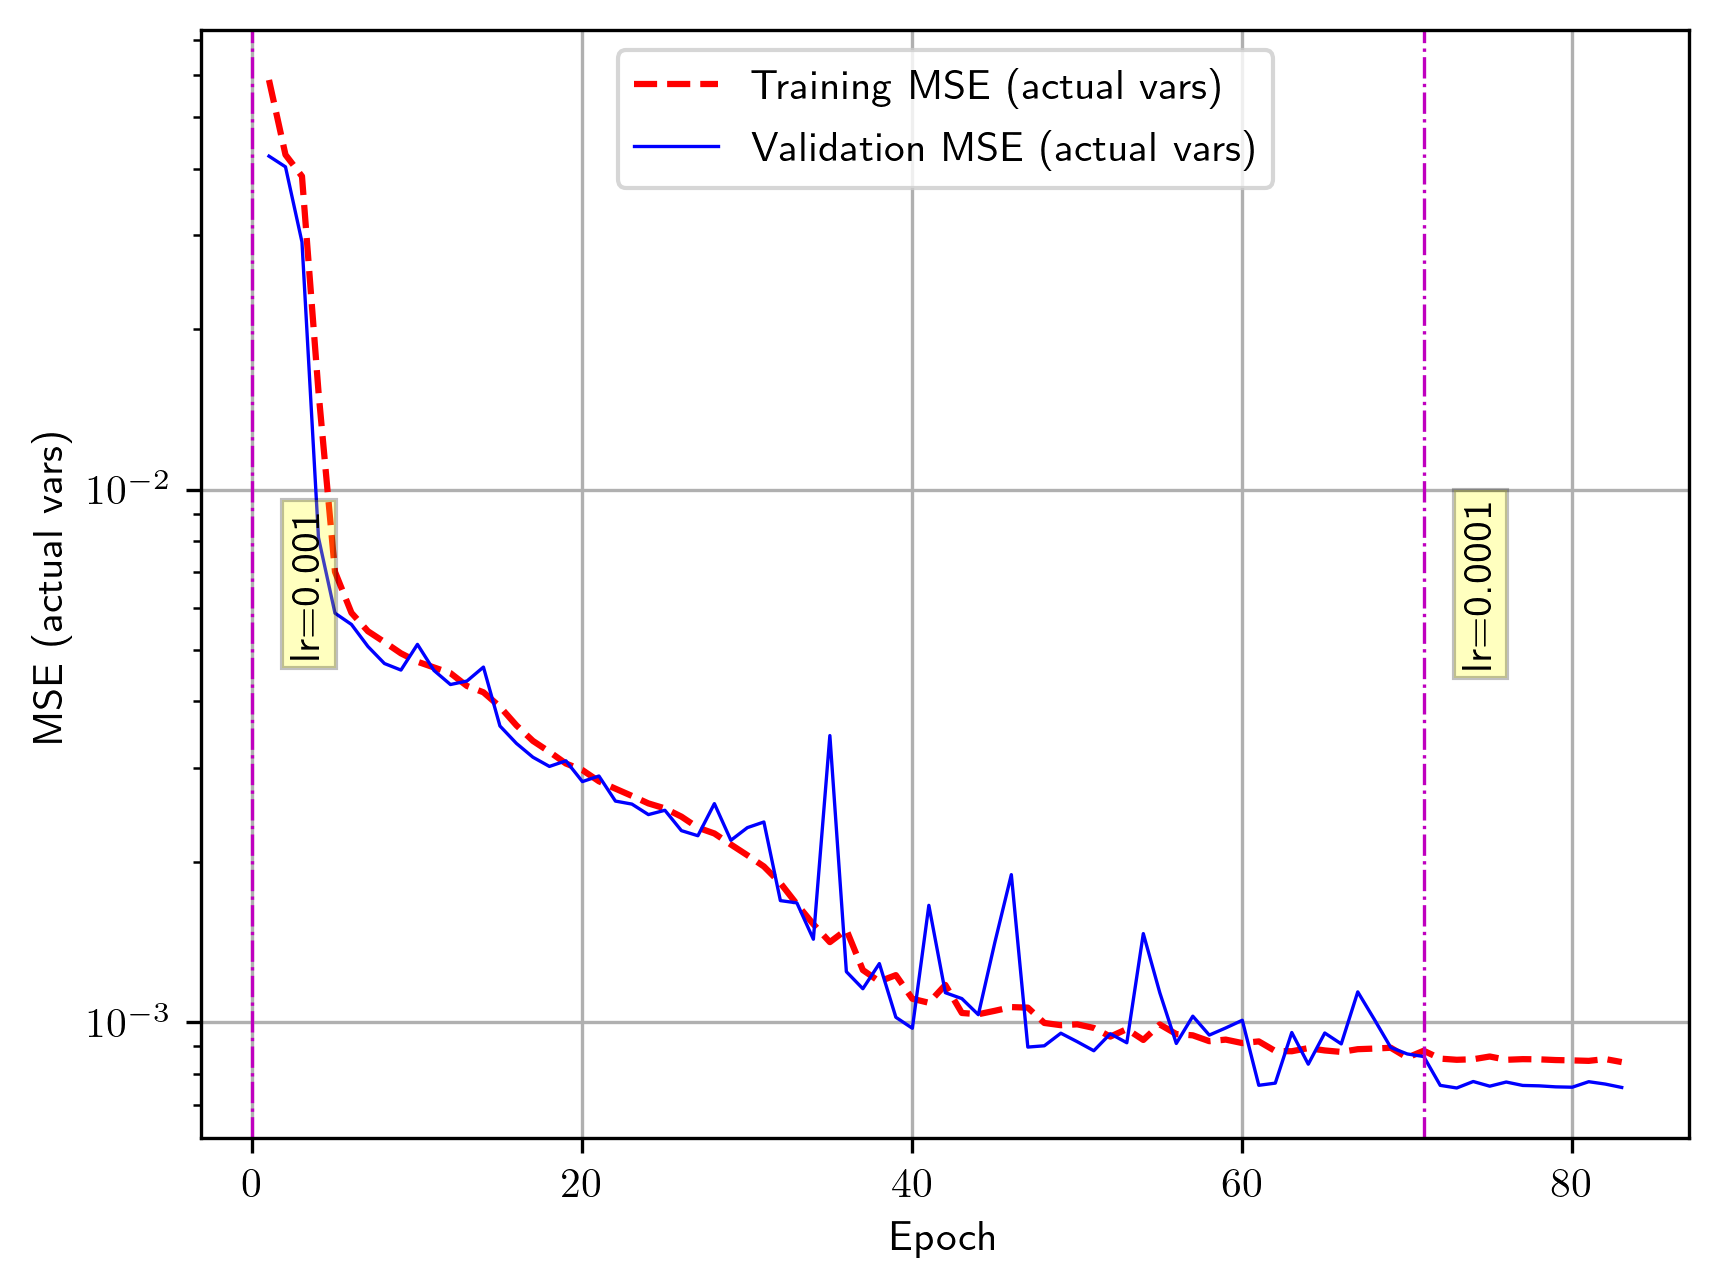 Training MSE (actual vars)
Validation MSE (actual vars)
MSE (actual vars)
10⁻²
10⁻³
lr=0.001
lr=0.0001
0 20 40 60 80
Epoch